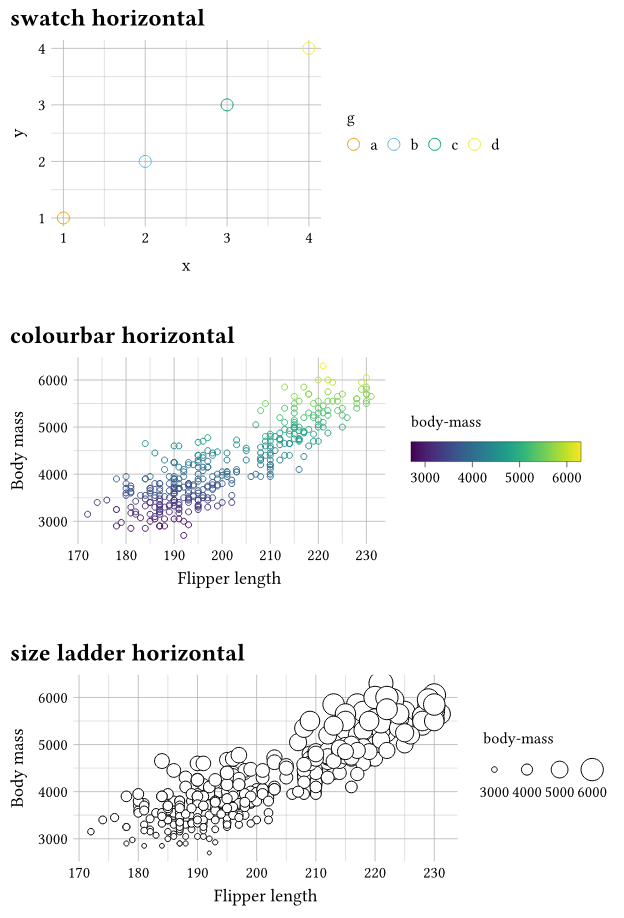 swatch horizontal
4
3
2
1
y
1 2 3 4
x
g
a b c d
colourbar horizontal
6000
5000
4000
3000
Body mass
170 180 190 200 210 220 230
Flipper length
body-mass
3000 4000 5000 6000
size ladder horizontal
6000
5000
4000
3000
Body mass
170 180 190 200 210 220 230
Flipper length
body-mass
3000 4000 5000 6000